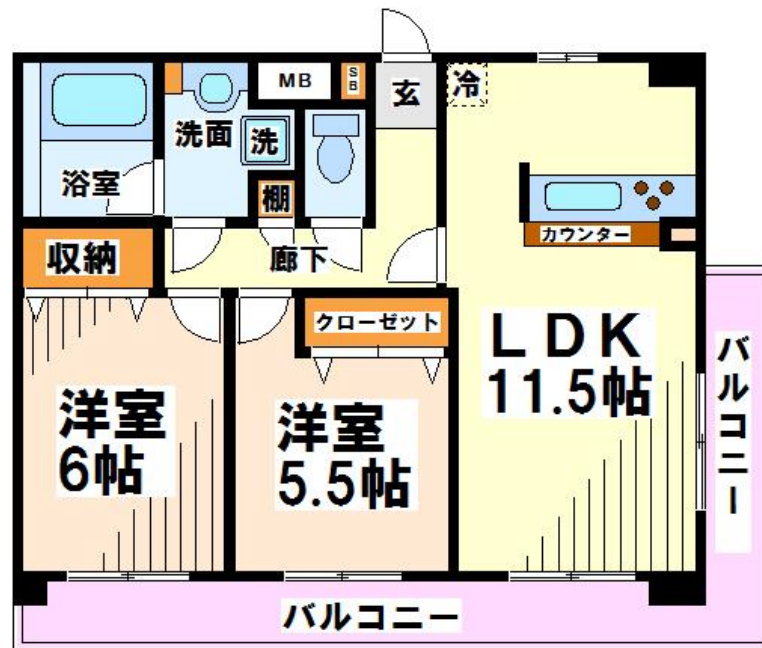 MB
SB
玄
冷
洗面
洗
浴室
棚
カウンター
収納
廊下
クローゼット
LDK
11.5帖
バルコニー
洋室
6帖
洋室
5.5帖
バルコニー